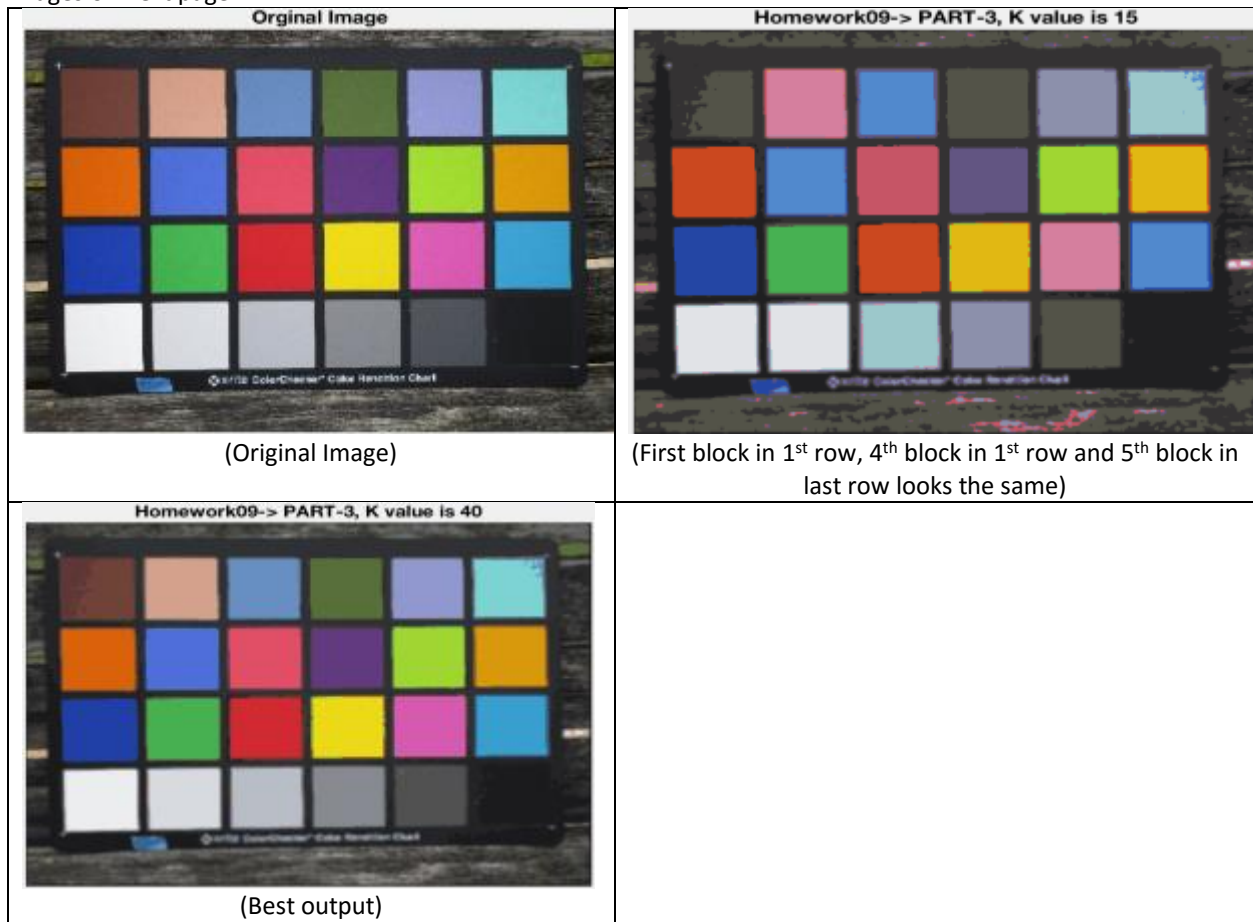 Orginal Image
Homework09-> PART-3, K value is 15
(Original Image)
(First block in 1st row, 4th block in 1st row and 5th block in
last row looks the same)
Homework09-> PART-3, K value is 40
(Best output)